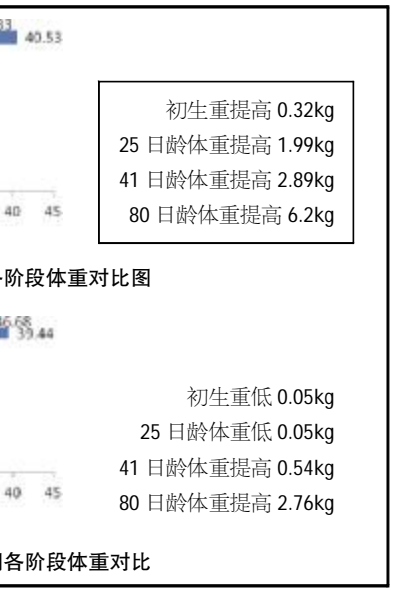 40.53
初生重提高 0.32kg
25 日龄体重提高 1.99kg
41 日龄体重提高 2.89kg
80 日龄体重提高 6.2kg
40 45
阶段体重对比图
39.44
初生重低 0.05kg
25 日龄体重低 0.05kg
41 日龄体重提高 0.54kg
80 日龄体重提高 2.76kg
40 45
各阶段体重对比